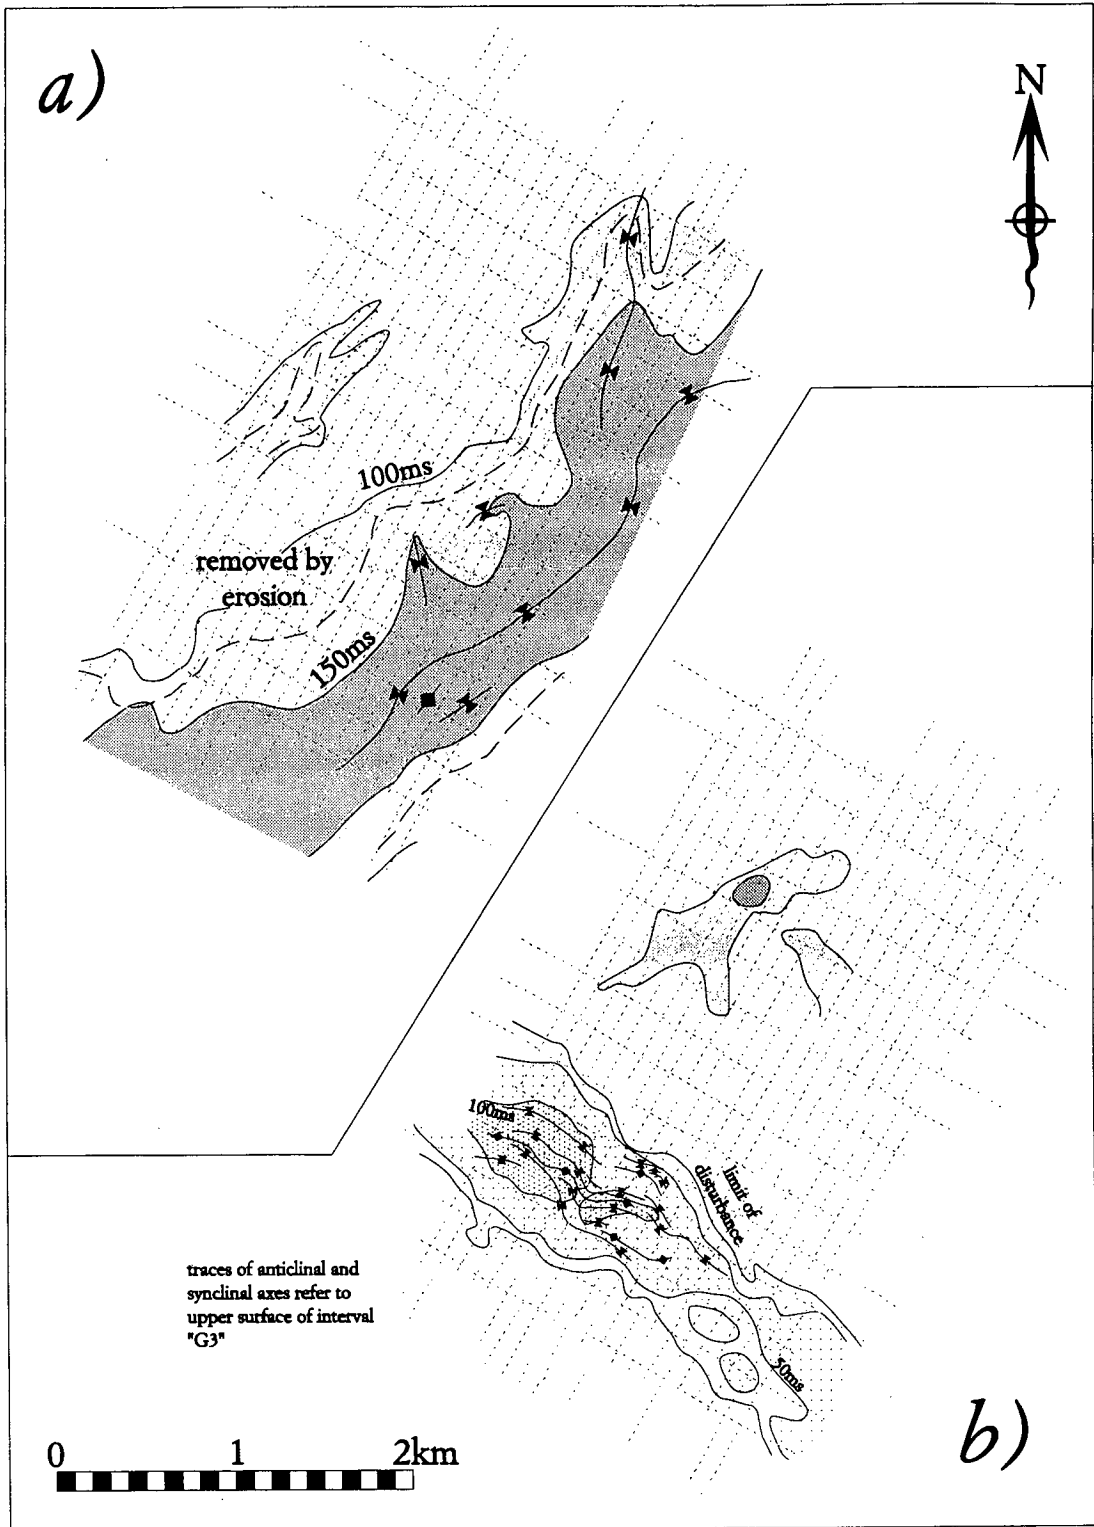 a)
N
100ms
removed by
erosion
150ms
100ms
limit of
disturbance
traces of anticlinal and
synclinal axes refer to
upper surface of interval
"G3"
50ms
b)
0 1 2km